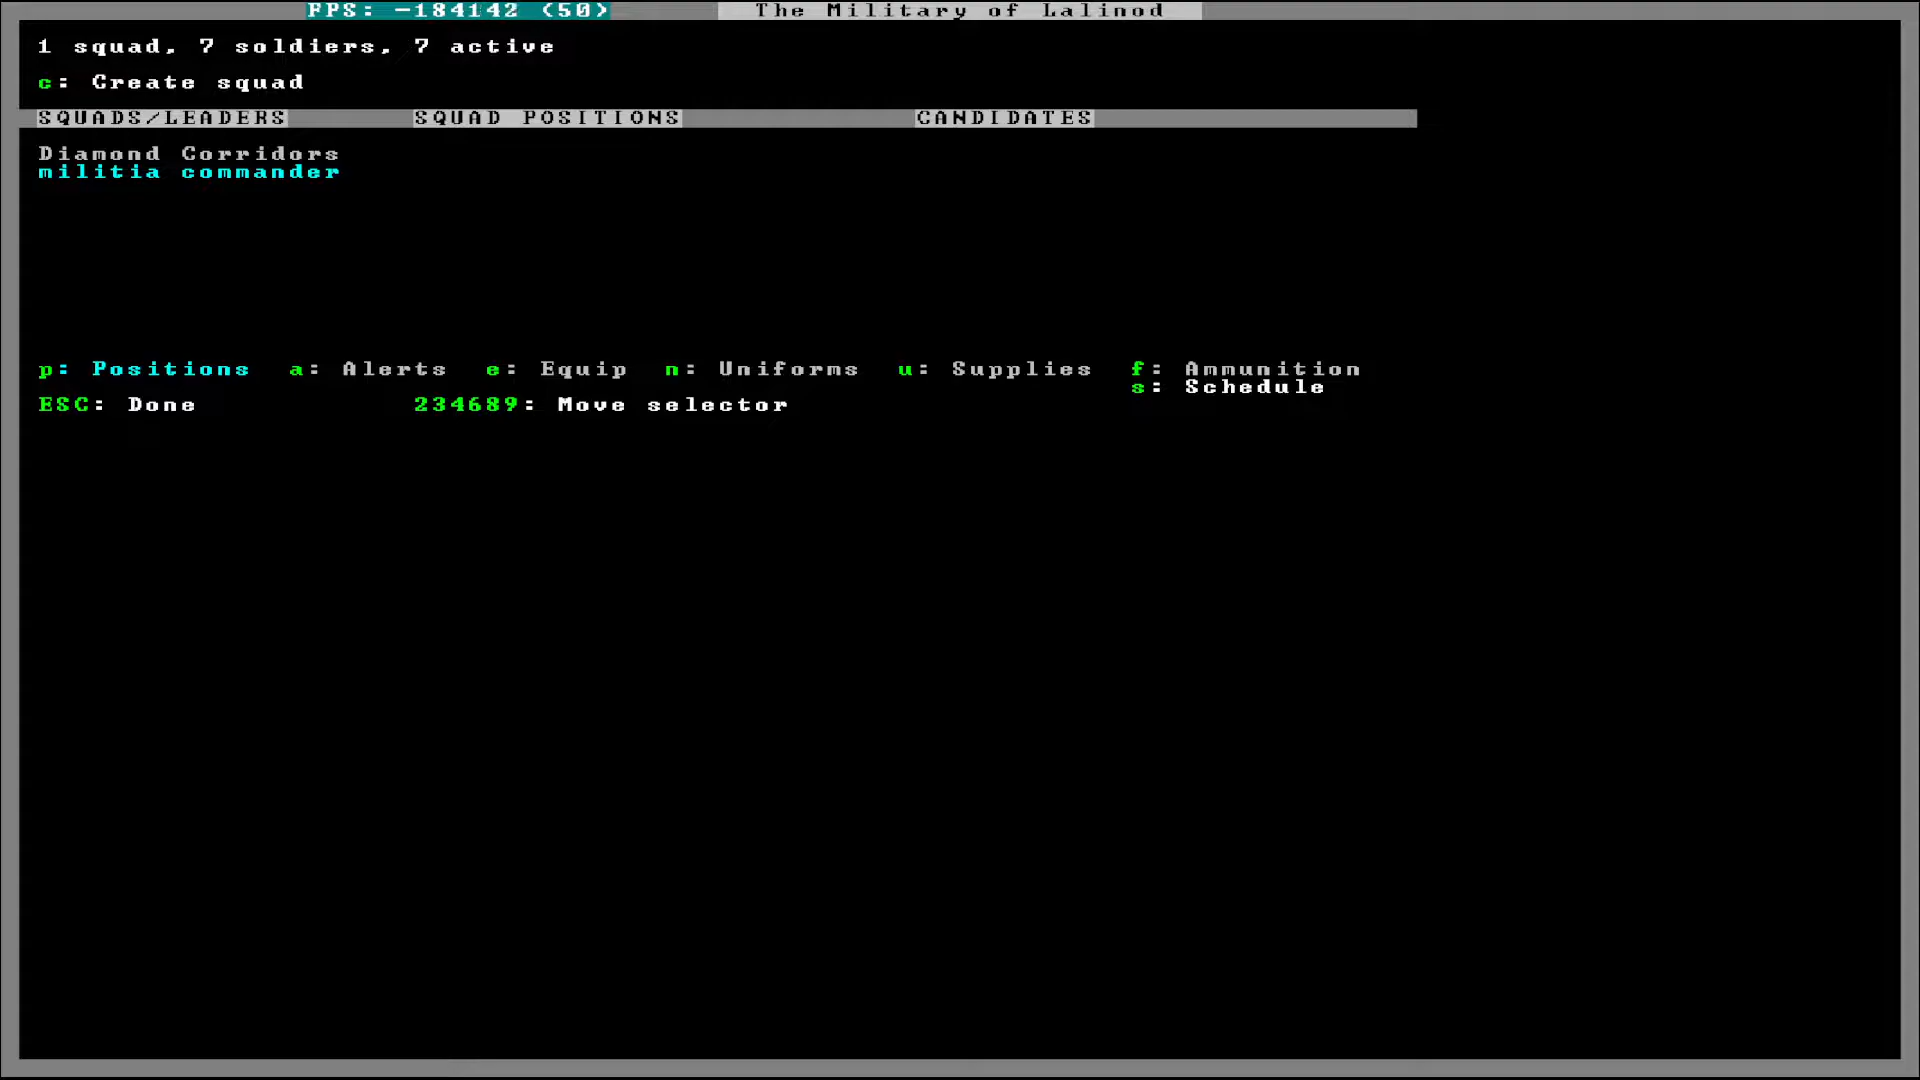 FPS: -184142 (50)
The Military of Lalinod
1 squad, 7 soldiers, 7 active
c: Create squad
SQUADS/LEADERS SQUAD POSITIONS CANDIDATES
Diamond Corridors
militia commander
p: Positions a: Alerts e: Equip n: Uniforms u: Supplies f: Ammunition
s: Schedule
ESC: Done 234689: Move selector